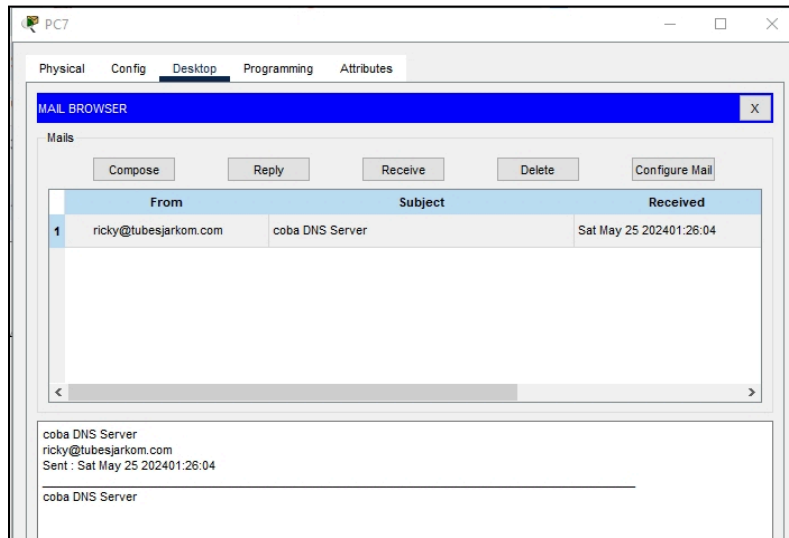 PC7
Physical Config Desktop Programming Attributes
MAIL BROWSER X
Mails
Compose Reply Receive Delete Configure Mail
From Subject Received
1 ricky@tubesjarkom.com coba DNS Server Sat May 25 202401:26:04
coba DNS Server
ricky@tubesjarkom.com
Sent : Sat May 25 202401:26:04
coba DNS Server